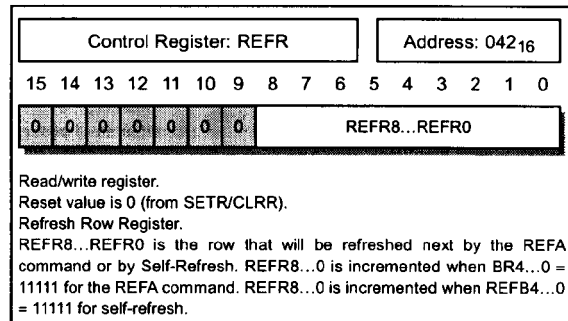 Control Register: REFR
Address: 042₁₆
15 14 13 12 11 10 9 8 7 6 5 4 3 2 1 0
0 0 0 0 0 0 0 REFR8...REFR0
Read/write register.
Reset value is 0 (from SETR/CLRR).
Refresh Row Register.
REFR8...REFR0 is the row that will be refreshed next by the REFA
command or by Self-Refresh. REFR8...0 is incremented when BR4...0 =
11111 for the REFA command. REFR8...0 is incremented when REFB4...0
= 11111 for self-refresh.